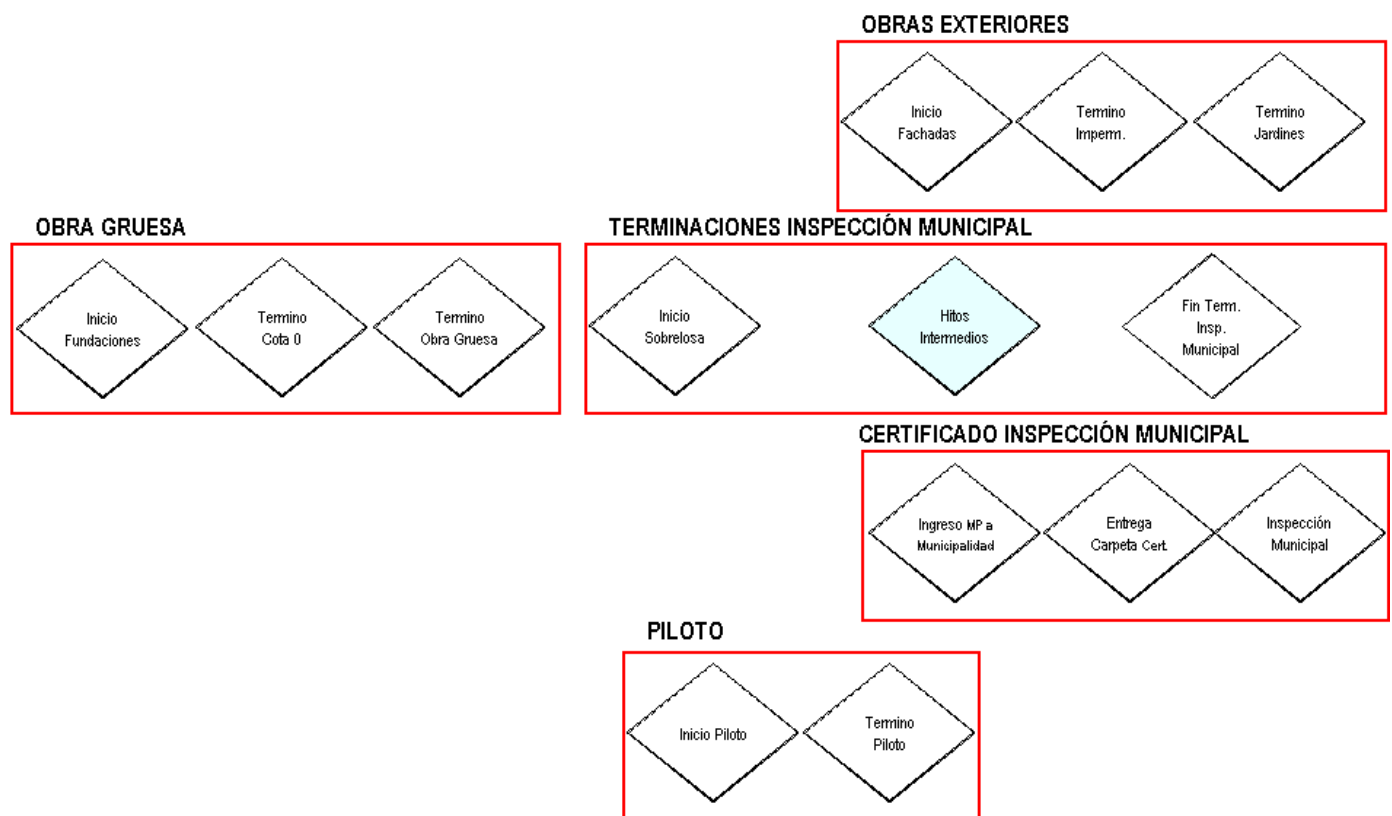 OBRAS EXTERIORES
Inicio
Fachadas
Termino
Imperm.
Termino
Jardines
OBRA GRUESA
Inicio
Fundaciones
Termino
Cota 0
Termino
Obra Gruesa
TERMINACIONES INSPECCIÓN MUNICIPAL
Inicio
Sobrelosa
Hitos
Intermedios
Fin Term.
Insp.
Municipal
CERTIFICADO INSPECCIÓN MUNICIPAL
Ingreso MP a
Municipalidad
Entrega
Carpeta Cert.
Inspección
Municipal
PILOTO
Inicio Piloto
Termino
Piloto